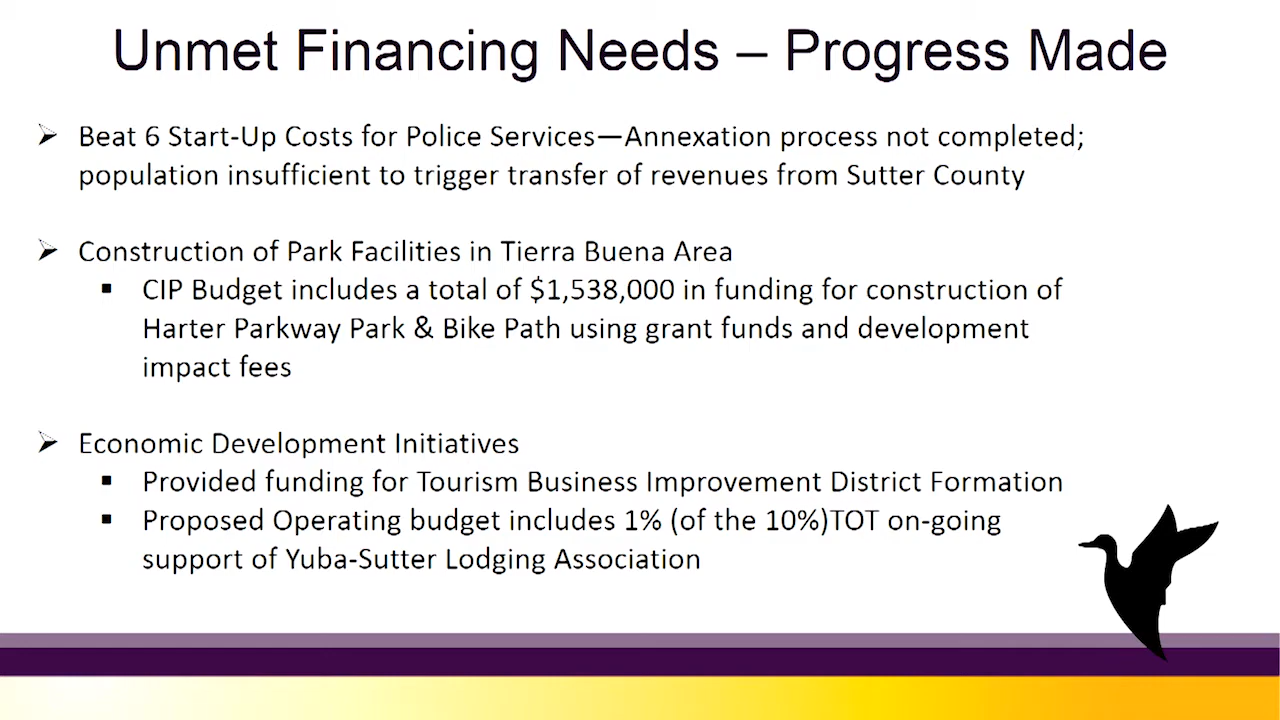 Unmet Financing Needs – Progress Made
➢ Beat 6 Start-Up Costs for Police Services—Annexation process not completed;
population insufficient to trigger transfer of revenues from Sutter County
➢ Construction of Park Facilities in Tierra Buena Area
▪ CIP Budget includes a total of $1,538,000 in funding for construction of
Harter Parkway Park & Bike Path using grant funds and development
impact fees
➢ Economic Development Initiatives
▪ Provided funding for Tourism Business Improvement District Formation
▪ Proposed Operating budget includes 1% (of the 10%)TOT on-going
support of Yuba-Sutter Lodging Association